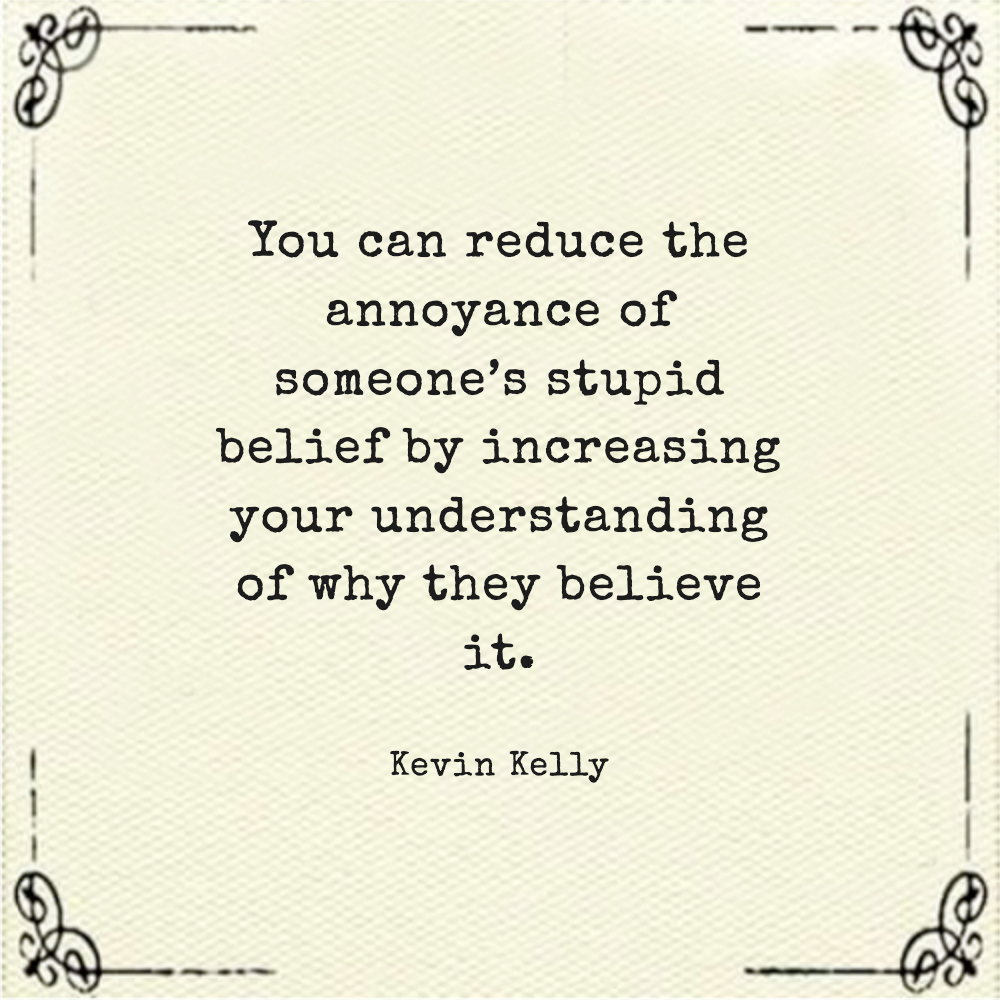 You can reduce the
annoyance of
someone’s stupid
belief by increasing
your understanding
of why they believe
it.
Kevin Kelly